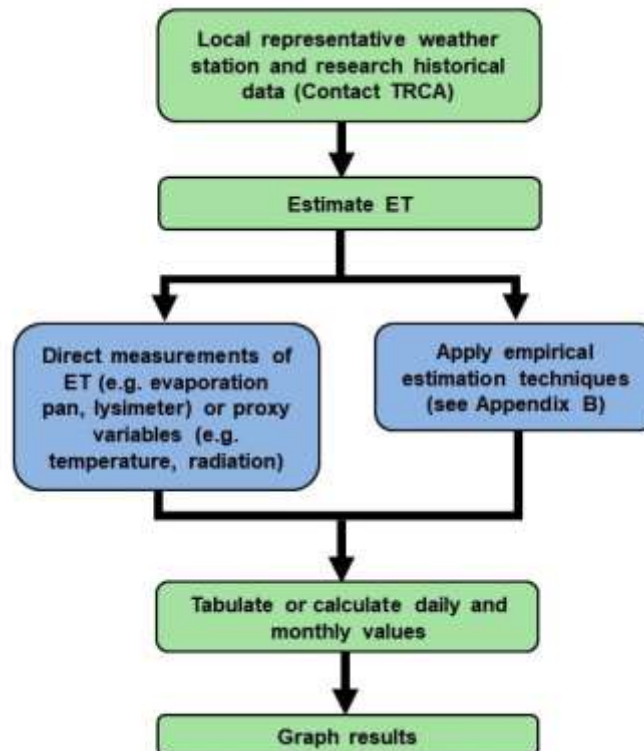 Local representative weather
station and research historical
data (Contact TRCA)
Estimate ET
Direct measurements of
ET (e.g. evaporation
pan, lysimeter) or proxy
variables (e.g.
temperature, radiation)
Apply empirical
estimation techniques
(see Appendix B)
Tabulate or calculate daily and
monthly values
Graph results